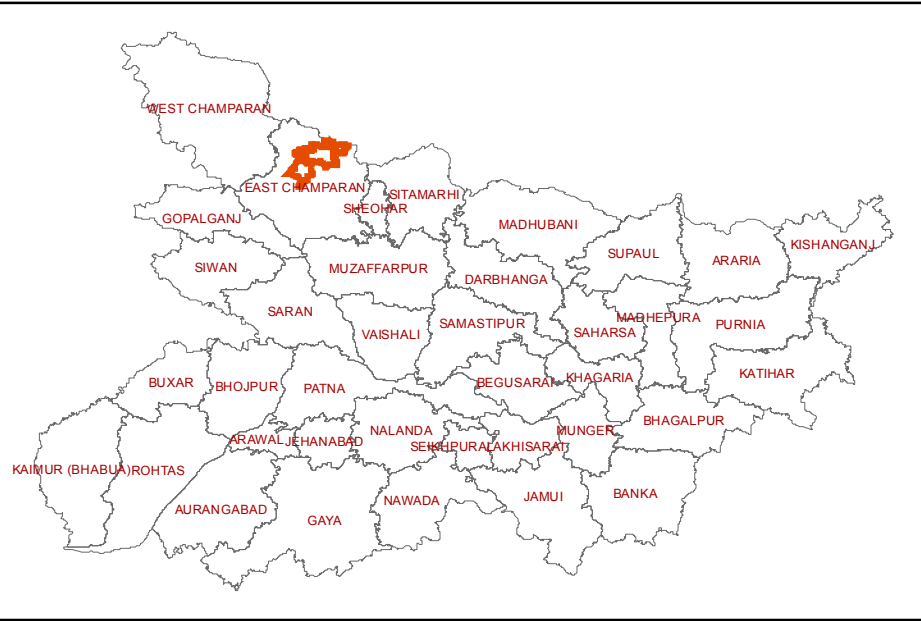 WEST CHAMPARAN
EAST CHAMPARAN
SITAMARHI
SHEOHAR
GOPALGANJ
MADHUBANI
SUPAUL
ARARIA
KISHANGANJ
SIWAN
MUZAFFARPUR
DARBHANGA
SARAN
VAISHALI
SAMASTIPUR
SAHARSA
MADHEPURA
PURNIA
BUXAR
BHOJPUR
PATNA
BEGUSARAI
KHAGARIA
KATIHAR
ARAWAL
JEHANABAD
NALANDA
SEIKHPURA
LAKHISARAI
MUNGER
BHAGALPUR
KAIMUR (BHABUA)
ROHTAS
AURANGABAD
GAYA
NAWADA
JAMUI
BANKA